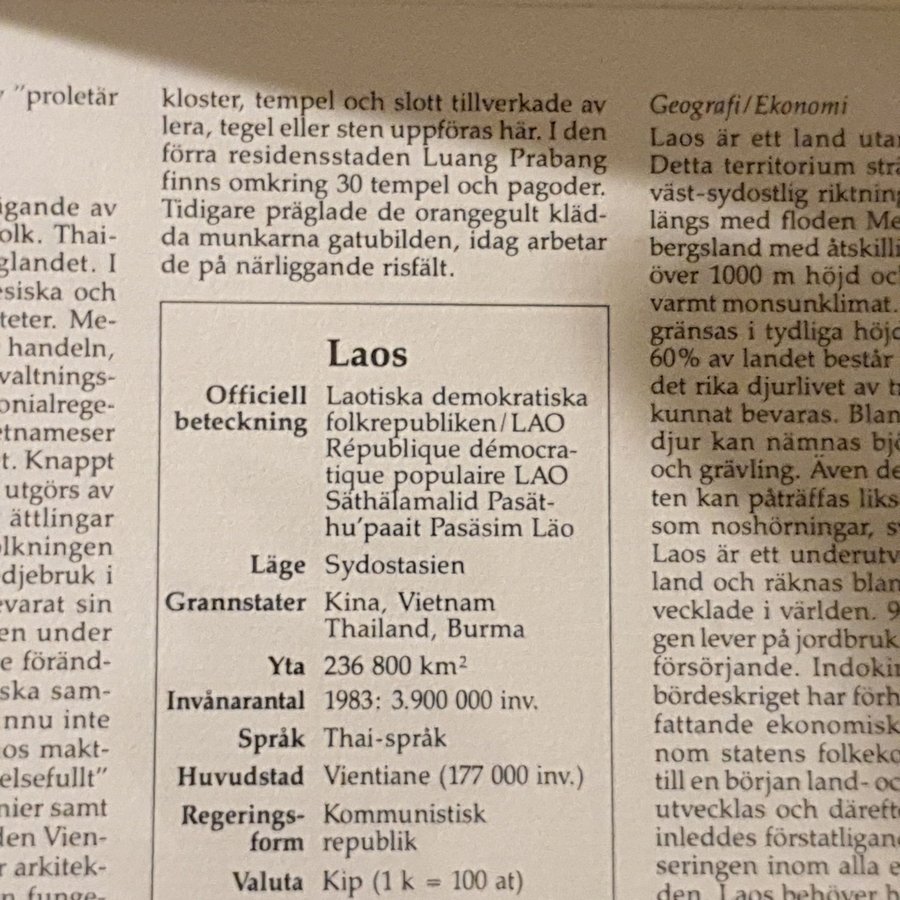 "proletär
igande av
olk. Thai-
glandet. I
esiska och
teter. Me-
handeln,
valtnings-
onialrege-
etnameser
t. Knappt
utgörs av
ättlingar
olkningen
djebruk i
evarat sin
en under
e föränd-
ska sam-
nnu inte
os makt-
elsefullt"
nier samt
den Vien-
r arkitek-
n funge-
kloster, tempel och slott tillverkade av
lera, tegel eller sten uppföras här. I den
förra residensstaden Luang Prabang
finns omkring 30 tempel och pagoder.
Tidigare präglade de orangegult kläd-
da munkarna gatubilden, idag arbetar
de på närliggande risfält.
Laos
Officiell beteckning Laotiska demokratiska
folkrepubliken/LAO
République démocra-
tique populaire LAO
Säthälamalid Pasät-
hu'paait Pasäsim Läo
Läge Sydostasien
Grannstater Kina, Vietnam
Thailand, Burma
Yta 236 800 km²
Invånarantal 1983: 3.900 000 inv.
Språk Thai-språk
Huvudstad Vientiane (177 000 inv.)
Regerings- Kommunistisk
form republik
Valuta Kip (1 k = 100 at)
Geografi/Ekonomi
Laos är ett land utan
Detta territorium strä
väst-sydostlig riktning
längs med floden Me
bergsland med åtskilli
över 1000 m höjd och
varmt monsunklimat.
gränsas i tydliga höjd
60% av landet består
det rika djurlivet av tr
kunnat bevaras. Blan
djur kan nämnas bjö
och grävling. Även de
ten kan påträffas liks
som noshörningar, sv
Laos är ett underutv
land och räknas blan
vecklade i världen. 9
gen lever på jordbruk
försörjande. Indokin
bördeskriget har förh
fattande ekonomisk
nom statens folkeko
till en början land- oc
utvecklas och därefte
inleddes förstatligand
seringen inom alla e
den. Laos behöver h